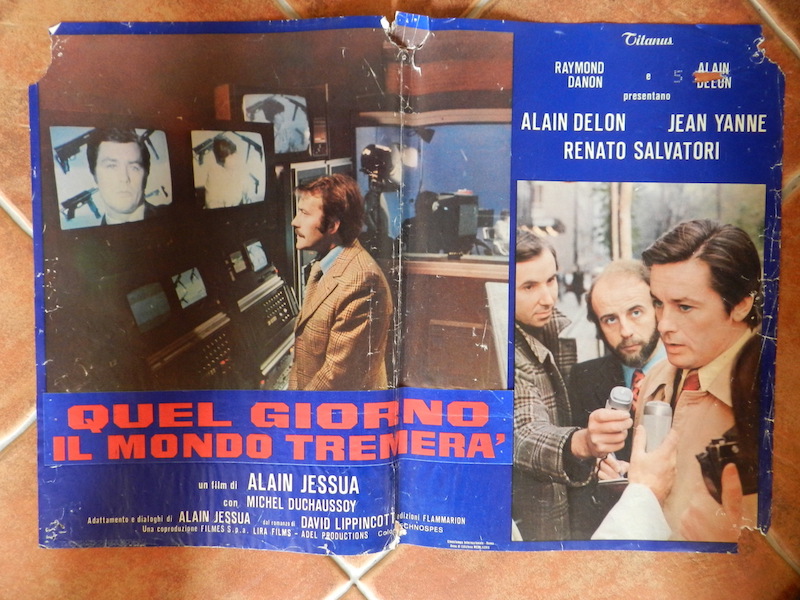 Titanus
RAYMOND DANON e ALAIN DELON
presentano
ALAIN DELON JEAN YANNE
RENATO SALVATORI
QUEL GIORNO
IL MONDO TREMERA'
un film di ALAIN JESSUA
con MICHEL DUCHAUSSOY
Adattamento e dialoghi di ALAIN JESSUA dal romanzo di DAVID LIPPINCOTT edizioni FLAMMARION
Una coproduzione FILMES S.p.a. LIRA FILMS - ADEL PRODUCTIONS